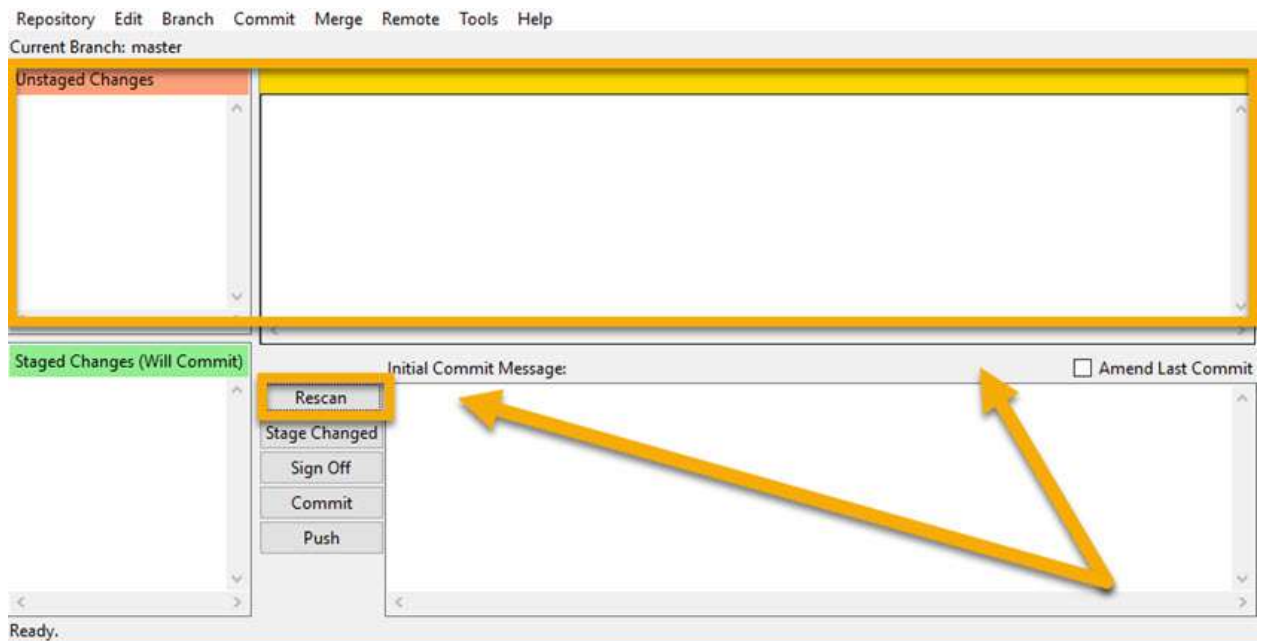 Repository Edit Branch Commit Merge Remote Tools Help
Current Branch: master
Unstaged Changes
Staged Changes (Will Commit)
Initial Commit Message:
Amend Last Commit
Rescan
Stage Changed
Sign Off
Commit
Push
Ready.